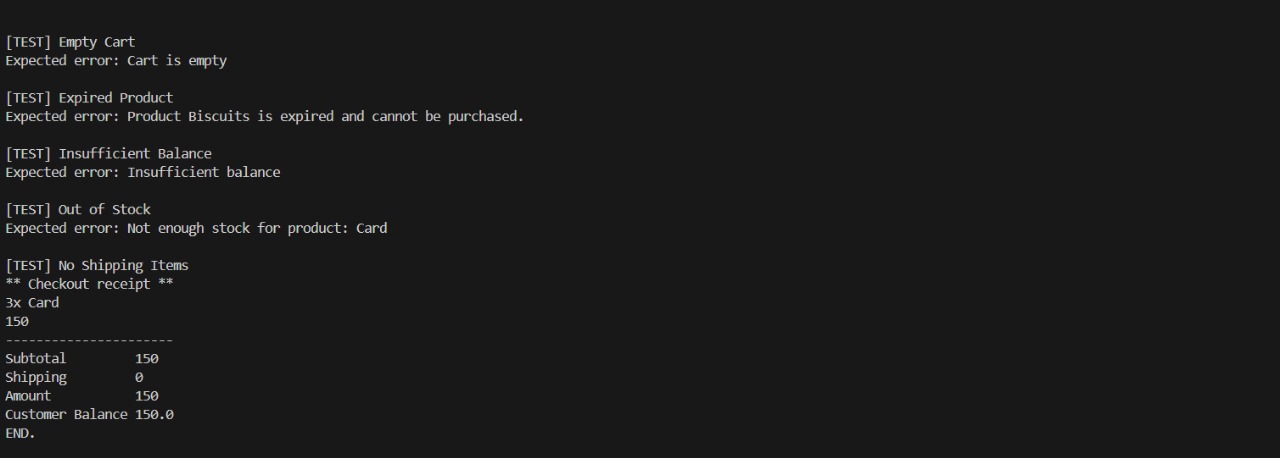 [TEST] Empty Cart
Expected error: Cart is empty
[TEST] Expired Product
Expected error: Product Biscuits is expired and cannot be purchased.
[TEST] Insufficient Balance
Expected error: Insufficient balance
[TEST] Out of Stock
Expected error: Not enough stock for product: Card
[TEST] No Shipping Items
** Checkout receipt **
3x Card
150
----------------------
Subtotal         150
Shipping         0
Amount           150
Customer Balance 150.0
END.